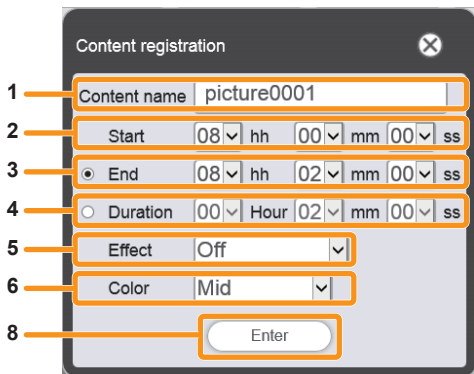 Content registration
1 Content name picture0001
2 Start 08 hh 00 mm 00 ss
3 End 08 hh 02 mm 00 ss
4 Duration 00 Hour 02 mm 00 ss
5 Effect Off
6 Color Mid
8 Enter